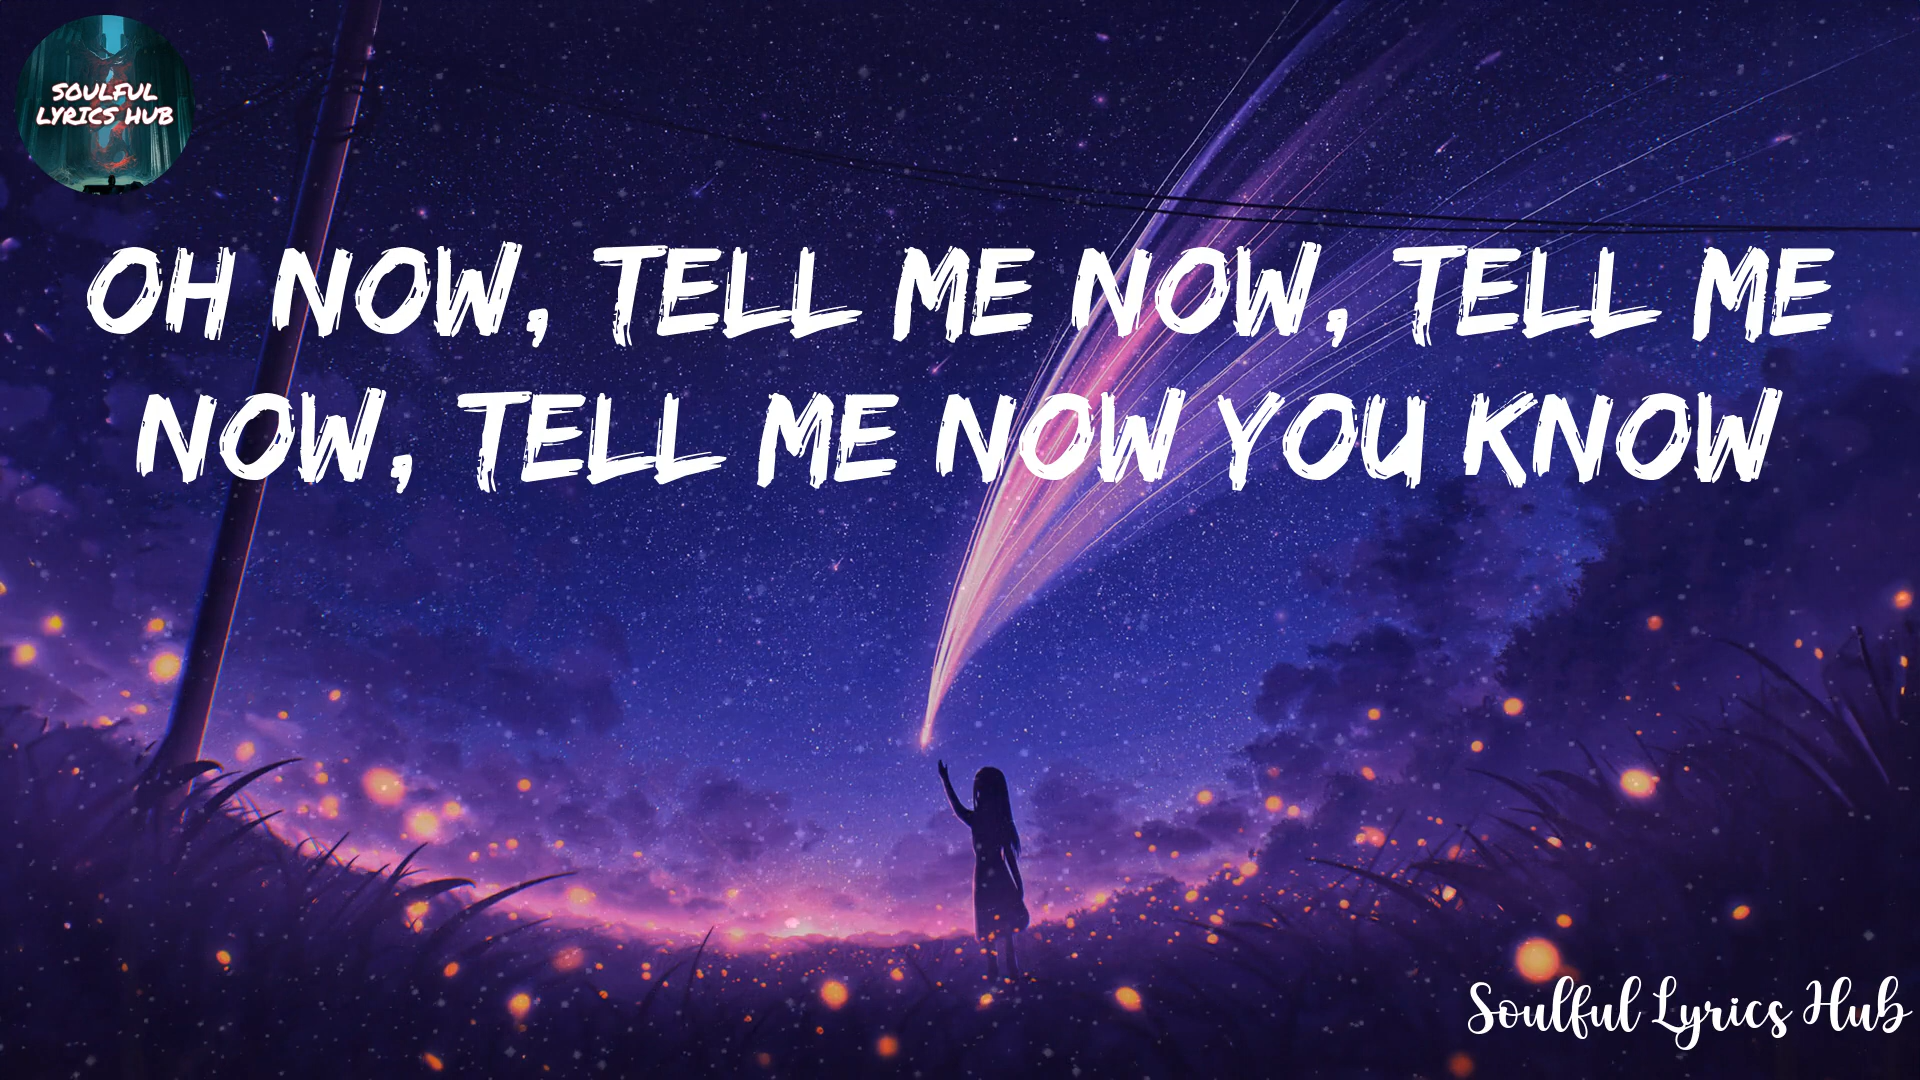 SOULFUL
LYRICS HUB
OH NOW, TELL ME NOW, TELL ME
NOW, TELL ME NOW YOU KNOW
Soulful Lyrics Hub